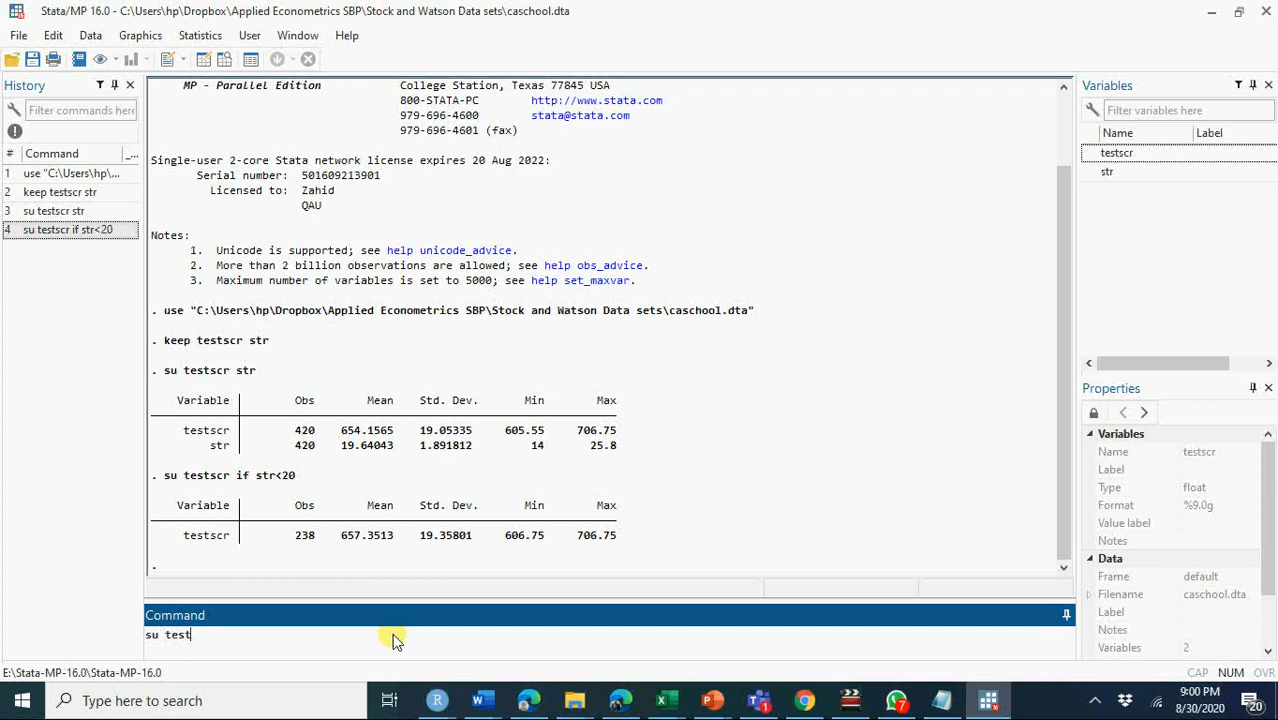 Stata/MP 16.0 - C:\Users\hp\Dropbox\Applied Econometrics SBP\Stock and Watson Data sets\caschool.dta
File Edit Data Graphics Statistics User Window Help
History
Filter commands here
# Command
1 use "C:\Users\hp\...
2 keep testscr str
3 su testscr str
4 su testscr if str<20
MP - Parallel Edition College Station, Texas 77845 USA
800-STATA-PC http://www.stata.com
979-696-4600 stata@stata.com
979-696-4601 (fax)
Single-user 2-core Stata network license expires 20 Aug 2022:
Serial number: 501609213901
Licensed to: Zahid
QAU
Notes:
1. Unicode is supported; see help unicode_advice.
2. More than 2 billion observations are allowed; see help obs_advice.
3. Maximum number of variables is set to 5000; see help set_maxvar.
. use "C:\Users\hp\Dropbox\Applied Econometrics SBP\Stock and Watson Data sets\caschool.dta"
. keep testscr str
. su testscr str
Variable Obs Mean Std. Dev. Min Max
testscr 420 654.1565 19.05335 605.55 706.75
str 420 19.64043 1.891812 14 25.8
. su testscr if str<20
Variable Obs Mean Std. Dev. Min Max
testscr 238 657.3513 19.35801 606.75 706.75
.
Command
su test
Variables
Filter variables here
Name Label
testscr
str
Properties
Variables
Name testscr
Label
Type float
Format %9.0g
Value label
Notes
Data
Frame default
Filename caschool.dta
Label
Notes
Variables 2
E:\Stata-MP-16.0\Stata-MP-16.0
CAP NUM OVR
Type here to search
9:00 PM
8/30/2020